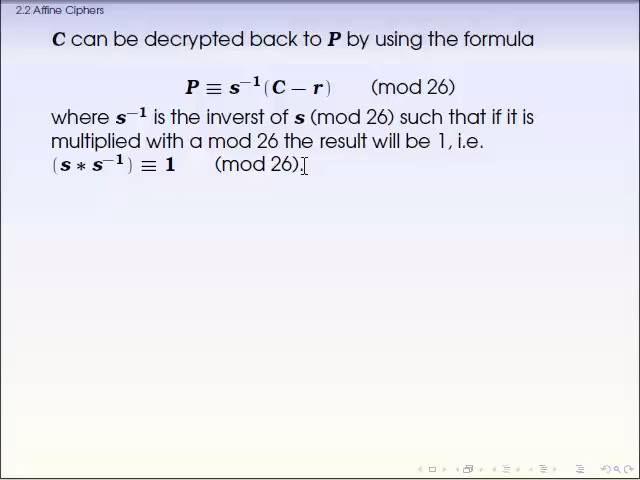 2.2 Affine Ciphers
C can be decrypted back to P by using the formula
P ≡ s⁻¹(C − r) (mod 26)
where s⁻¹ is the inverst of s (mod 26) such that if it is
multiplied with a mod 26 the result will be 1, i.e.
(s ∗ s⁻¹) ≡ 1 (mod 26).